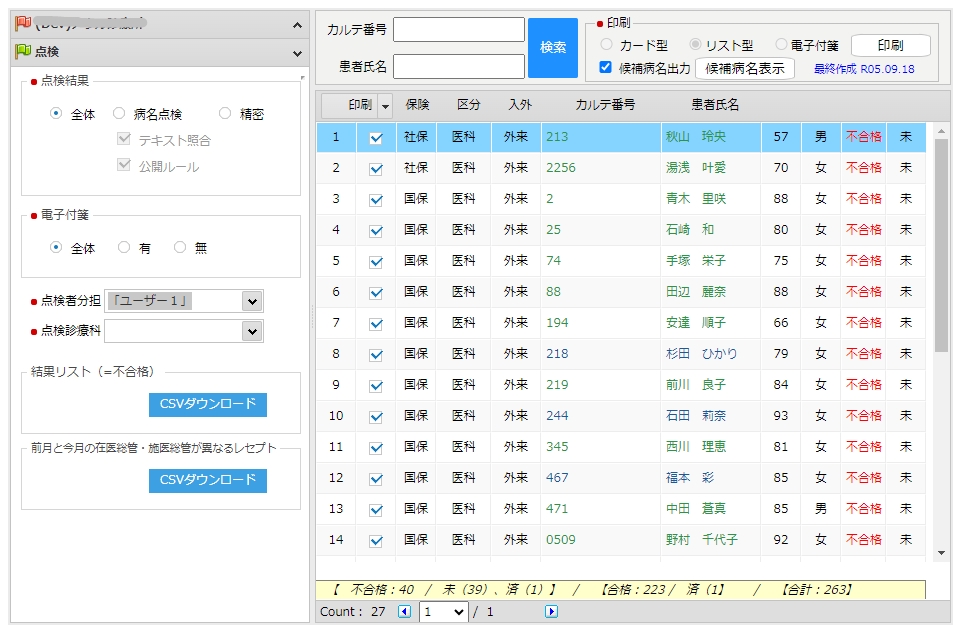 点検
点検結果
全体 病名点検 精密
テキスト照合
公開ルール
電子付箋
全体 有 無
点検者分担 「ユーザー１」
点検診療科
結果リスト（=不合格）
CSVダウンロード
前月と今月の在医総管・施医総管が異なるレセプト
CSVダウンロード
カルテ番号
患者氏名
検索
印刷
カード型 リスト型 電子付箋 印刷
候補病名出力 候補病名表示 最終作成 R05.09.18
印刷 保険 区分 入外 カルテ番号 患者氏名
1 社保 医科 外来 213 秋山 玲央 57 男 不合格 未
2 社保 医科 外来 2256 湯浅 叶愛 70 女 不合格 未
3 国保 医科 外来 2 青木 里咲 88 女 不合格 未
4 国保 医科 外来 25 石崎 和 80 女 不合格 未
5 国保 医科 外来 74 手塚 栄子 75 女 不合格 未
6 国保 医科 外来 88 田辺 麗奈 88 女 不合格 未
7 国保 医科 外来 194 安達 順子 66 女 不合格 未
8 国保 医科 外来 218 杉田 ひかり 79 女 不合格 未
9 国保 医科 外来 219 前川 良子 84 女 不合格 未
10 国保 医科 外来 244 石田 莉奈 93 女 不合格 未
11 国保 医科 外来 345 西川 理恵 81 女 不合格 未
12 国保 医科 外来 467 福本 彩 85 女 不合格 未
13 国保 医科 外来 471 中田 蒼真 85 男 不合格 未
14 国保 医科 外来 0509 野村 千代子 92 女 不合格 未
【 不合格：40 / 未（39）、済（1）】 / 【合格：223 / 済（1】 / 【合計：263】
Count : 27 1 / 1